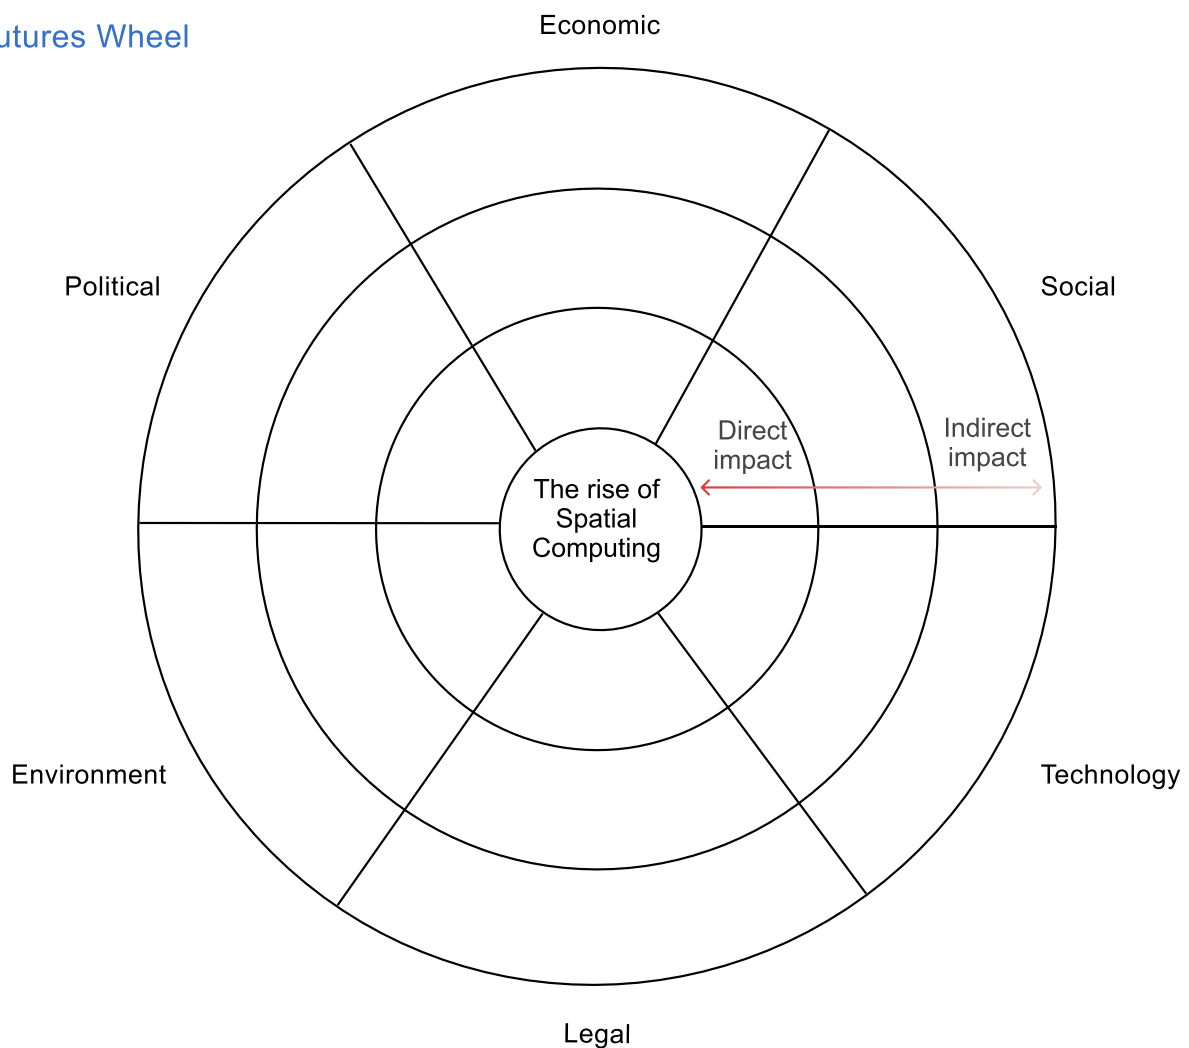 utures Wheel
Economic
Political
Social
Direct
impact
Indirect
impact
The rise of
Spatial
Computing
Environment
Technology
Legal